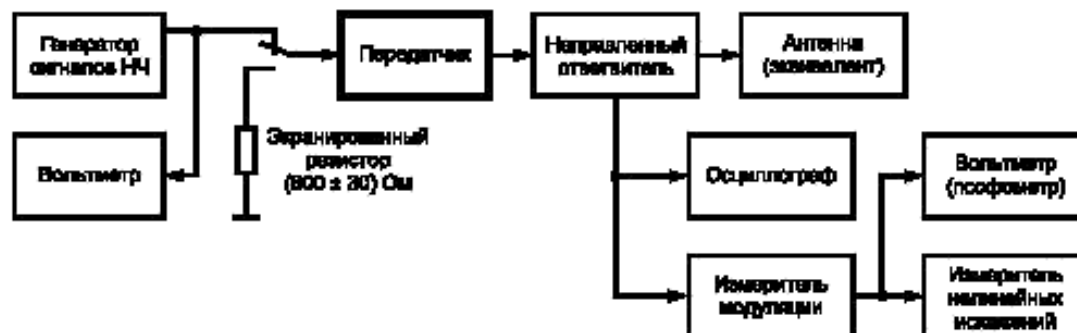 Генератор
сигналов НЧ
Передатчик
Направленный
ответвитель
Антенна
(эквивалент)
Вольтметр
Экранированный
резистор
(600 ± 30) Ом
Осциллограф
Вольтметр
(псофометр)
Измеритель
модуляции
Измеритель
нелинейных
искажений